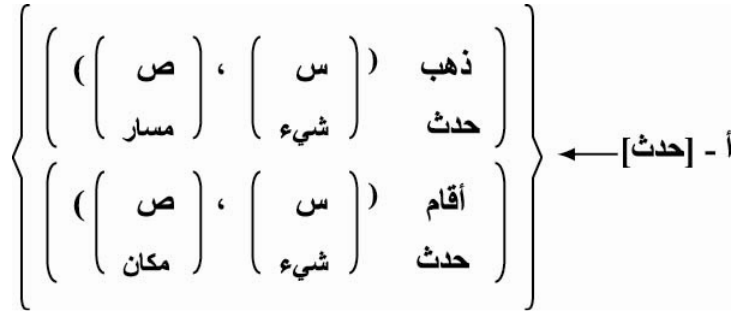 ذهب ( ( س ) ، ( ص ) )
حدث شيء مسار
أ - [حدث] ←
أقام ( ( س ) ، ( ص ) )
حدث شيء مكان